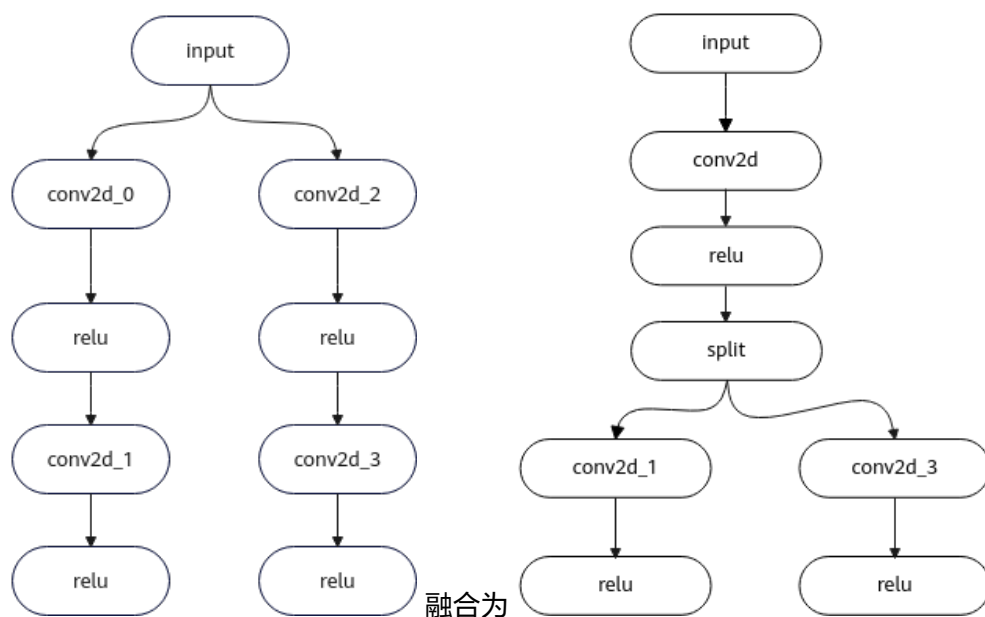 input
conv2d_0
conv2d_2
relu
relu
conv2d_1
conv2d_3
relu
relu
融合为
input
conv2d
relu
split
conv2d_1
conv2d_3
relu
relu